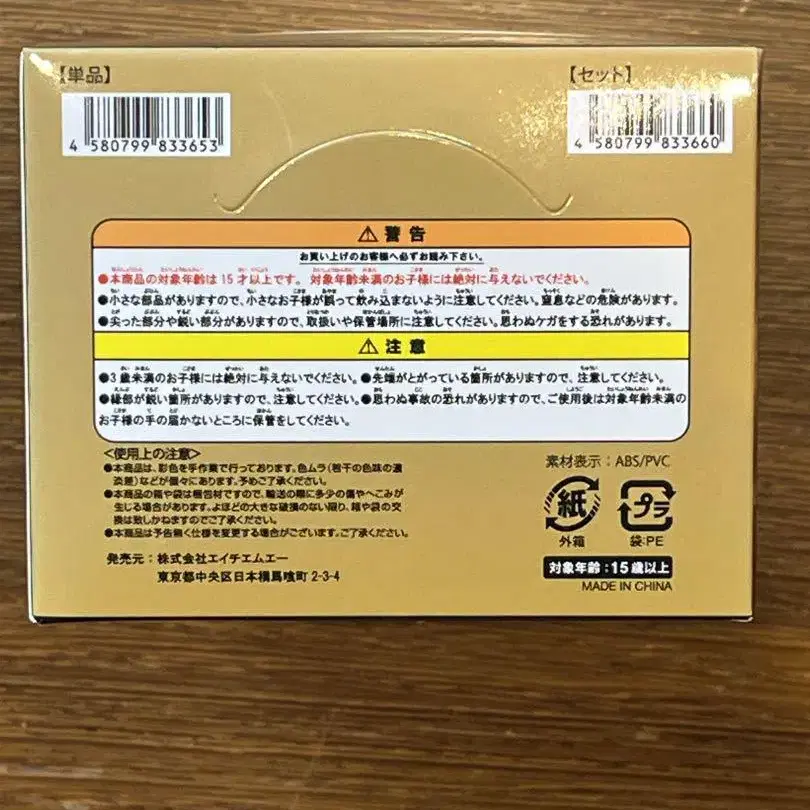 【単品】
【セット】
4 580799 833653
4 580799 833660
⚠警告
お買い上げのお客様へ必ずお読み下さい。
●本商品の対象年齢は15才以上です。対象年齢未満のお子様には絶対に与えないでください。
●小さな部品がありますので、小さなお子様が誤って飲み込まないように注意してください。窒息などの危険があります。
●尖った部分や鋭い部分がありますので、取扱いや保管場所に注意してください。思わぬケガをする恐れがあります。
⚠注意
●3歳未満のお子様には絶対に与えないでください。●先端がとがっている箇所がありますので、注意してください。
●縁部が鋭い箇所がありますので、注意してください。●思わぬ事故の恐れがありますので、ご使用後は対象年齢未満の
お子様の手の届かないところに保管をしてください。
<使用上の注意>
●本商品は、彩色を手作業で行っております。色ムラ(若干の色味の濃
淡差)などが個々にあります。予めご了承ください。
●本商品の箱や袋は梱包材ですので、輸送の際に多少の傷やへこみが
生じる場合があります。よほどの大きな破損のない限り、箱や袋の交
換は致しかねますのでご了承ください。
●本商品は予告無く仕様を変更する場合がございます。ご了承ください。
発売元:株式会社エイチエムエー
東京都中央区日本橋馬喰町2-3-4
素材表示:ABS/PVC
紙
プラ
外箱
袋:PE
対象年齢:15歳以上
MADE IN CHINA